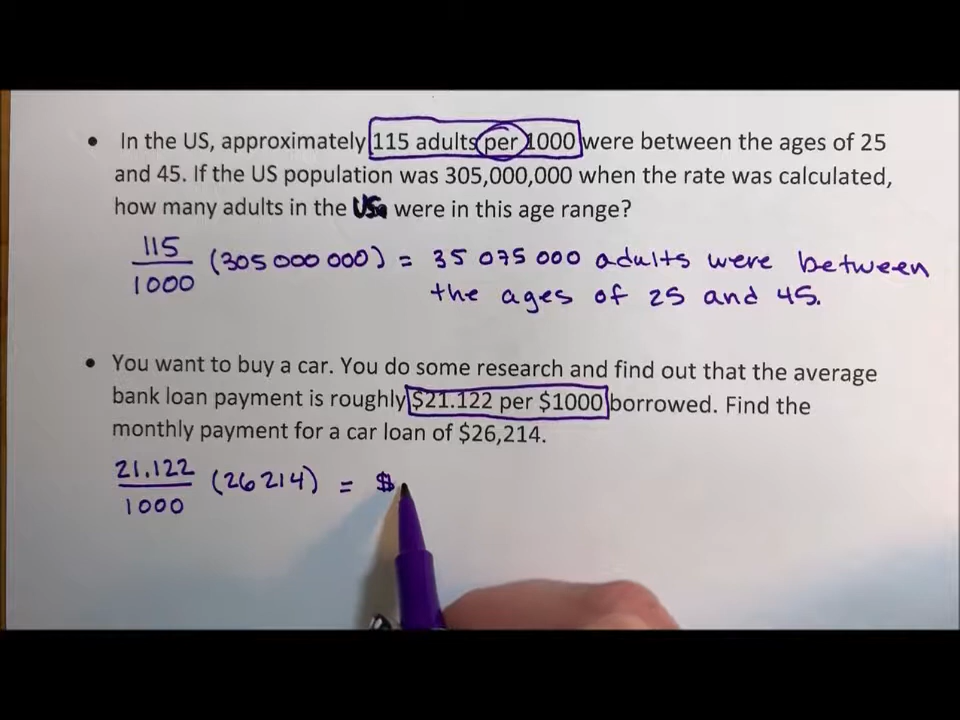 • In the US, approximately 115 adults per 1000 were between the ages of 25
and 45. If the US population was 305,000,000 when the rate was calculated,
how many adults in the US were in this age range?
115/1000 (305 000 000) = 35 075 000 adults were between
the ages of 25 and 45.
• You want to buy a car. You do some research and find out that the average
bank loan payment is roughly $21.122 per $1000 borrowed. Find the
monthly payment for a car loan of $26,214.
21.122/1000 (26 214) = $